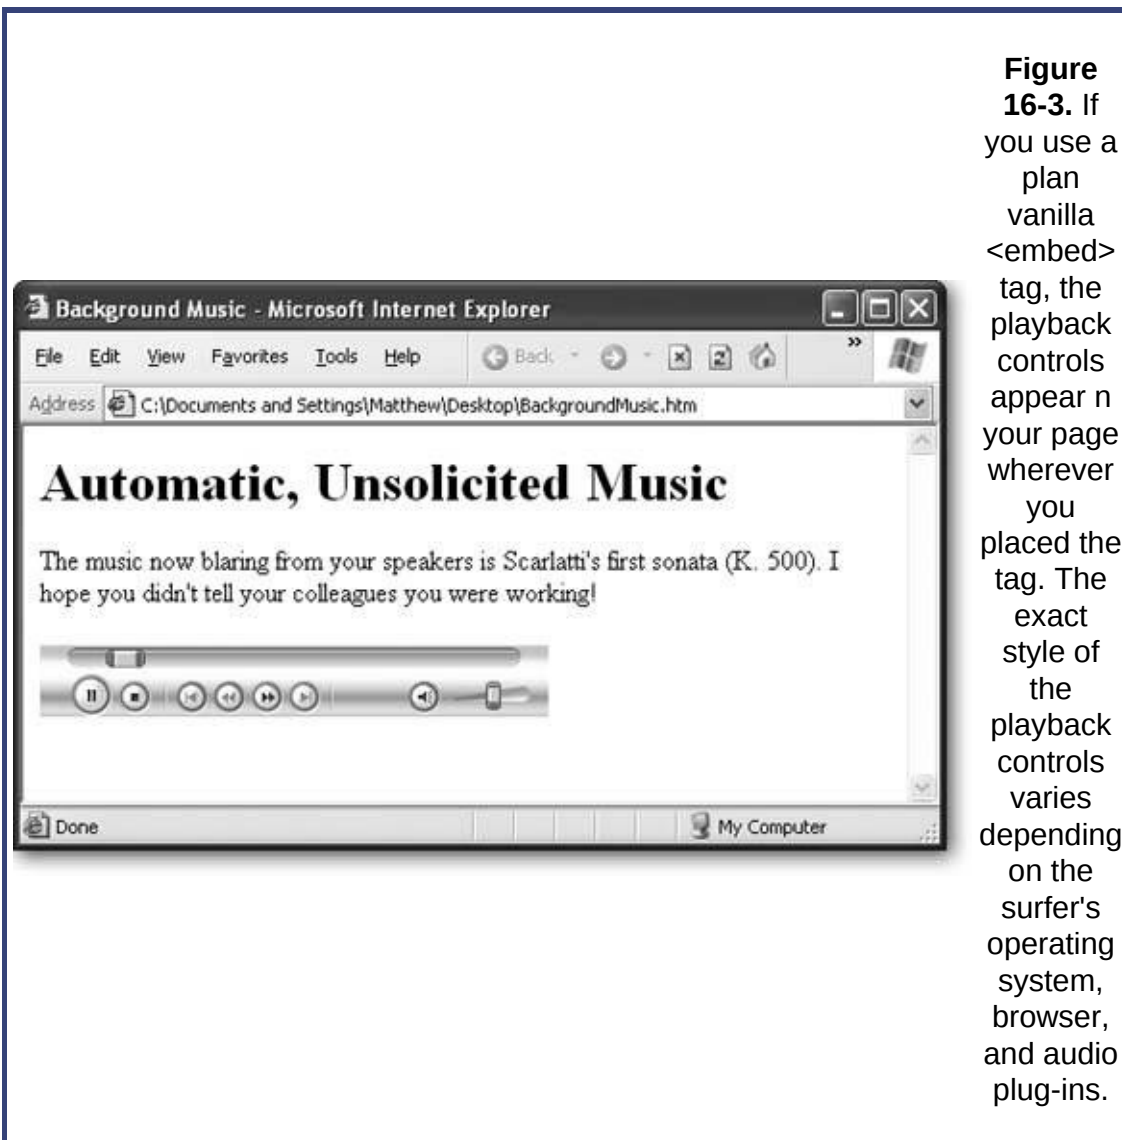 Background Music - Microsoft Internet Explorer
File Edit View Favorites Tools Help Back »
Address C:\Documents and Settings\Matthew\Desktop\BackgroundMusic.htm
Automatic, Unsolicited Music
The music now blaring from your speakers is Scarlatti's first sonata (K. 500). I
hope you didn't tell your colleagues you were working!
Done My Computer
Figure
16-3. If
you use a
plan
vanilla
<embed>
tag, the
playback
controls
appear n
your page
wherever
you
placed the
tag. The
exact
style of
the
playback
controls
varies
depending
on the
surfer's
operating
system,
browser,
and audio
plug-ins.